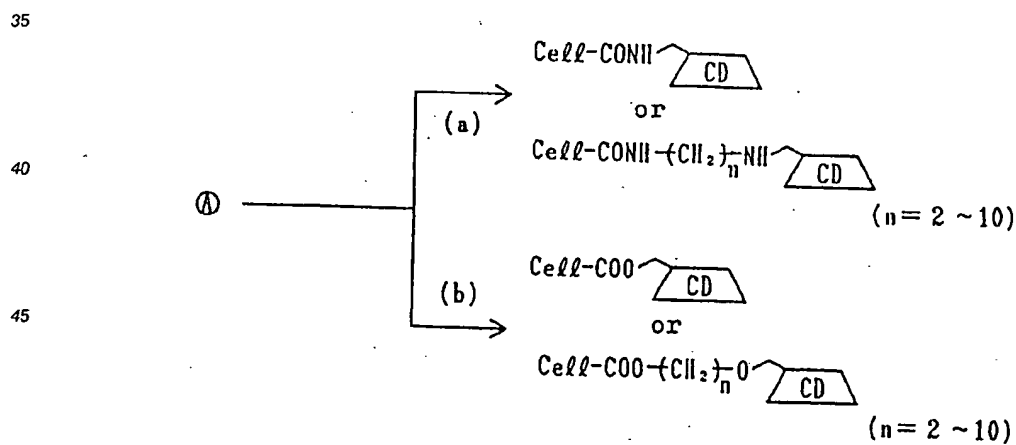 35
Cell-CONH CD
or
(a)
Cell-CONH-(CH₂)n-NH CD
40
Ⓐ
(n= 2 ~10)
Cell-COO CD
(b)
45
or
Cell-COO-(CH₂)n-O CD
(n= 2 ~10)